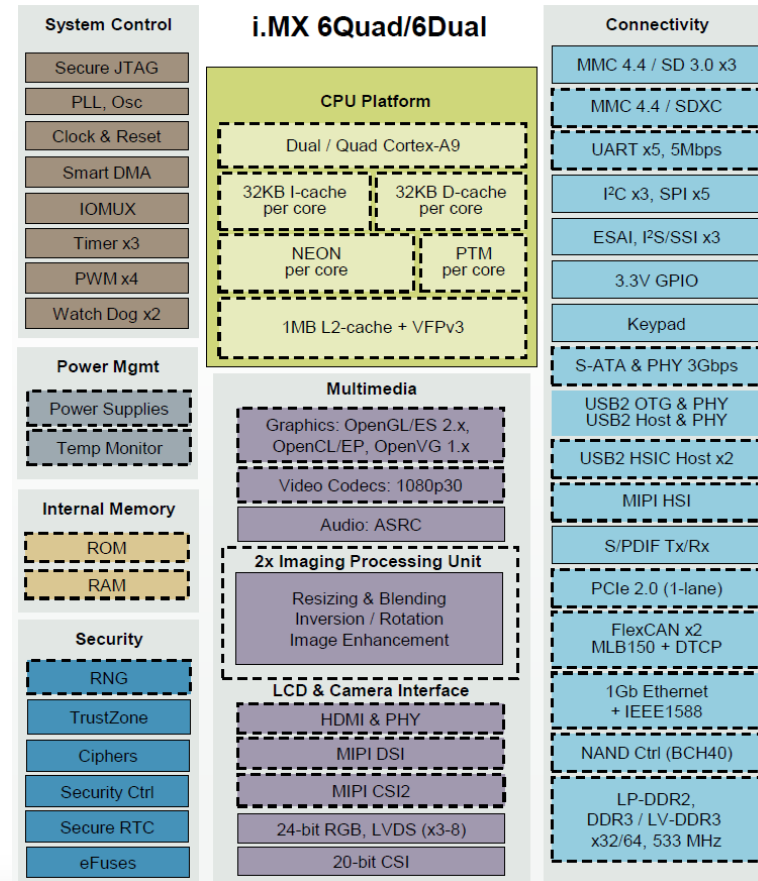 i.MX 6Quad/6Dual
System Control
Secure JTAG
PLL, Osc
Clock & Reset
Smart DMA
IOMUX
Timer x3
PWM x4
Watch Dog x2
Power Mgmt
Power Supplies
Temp Monitor
Internal Memory
ROM
RAM
Security
RNG
TrustZone
Ciphers
Security Ctrl
Secure RTC
eFuses
CPU Platform
Dual / Quad Cortex-A9
32KB I-cache
per core
32KB D-cache
per core
NEON
per core
PTM
per core
1MB L2-cache + VFPv3
Multimedia
Graphics: OpenGL/ES 2.x,
OpenCL/EP, OpenVG 1.x
Video Codecs: 1080p30
Audio: ASRC
2x Imaging Processing Unit
Resizing & Blending
Inversion / Rotation
Image Enhancement
LCD & Camera Interface
HDMI & PHY
MIPI DSI
MIPI CSI2
24-bit RGB, LVDS (x3-8)
20-bit CSI
Connectivity
MMC 4.4 / SD 3.0 x3
MMC 4.4 / SDXC
UART x5, 5Mbps
I²C x3, SPI x5
ESAI, I²S/SSI x3
3.3V GPIO
Keypad
S-ATA & PHY 3Gbps
USB2 OTG & PHY
USB2 Host & PHY
USB2 HSIC Host x2
MIPI HSI
S/PDIF Tx/Rx
PCIe 2.0 (1-lane)
FlexCAN x2
MLB150 + DTCP
1Gb Ethernet
+ IEEE1588
NAND Ctrl (BCH40)
LP-DDR2,
DDR3 / LV-DDR3
x32/64, 533 MHz